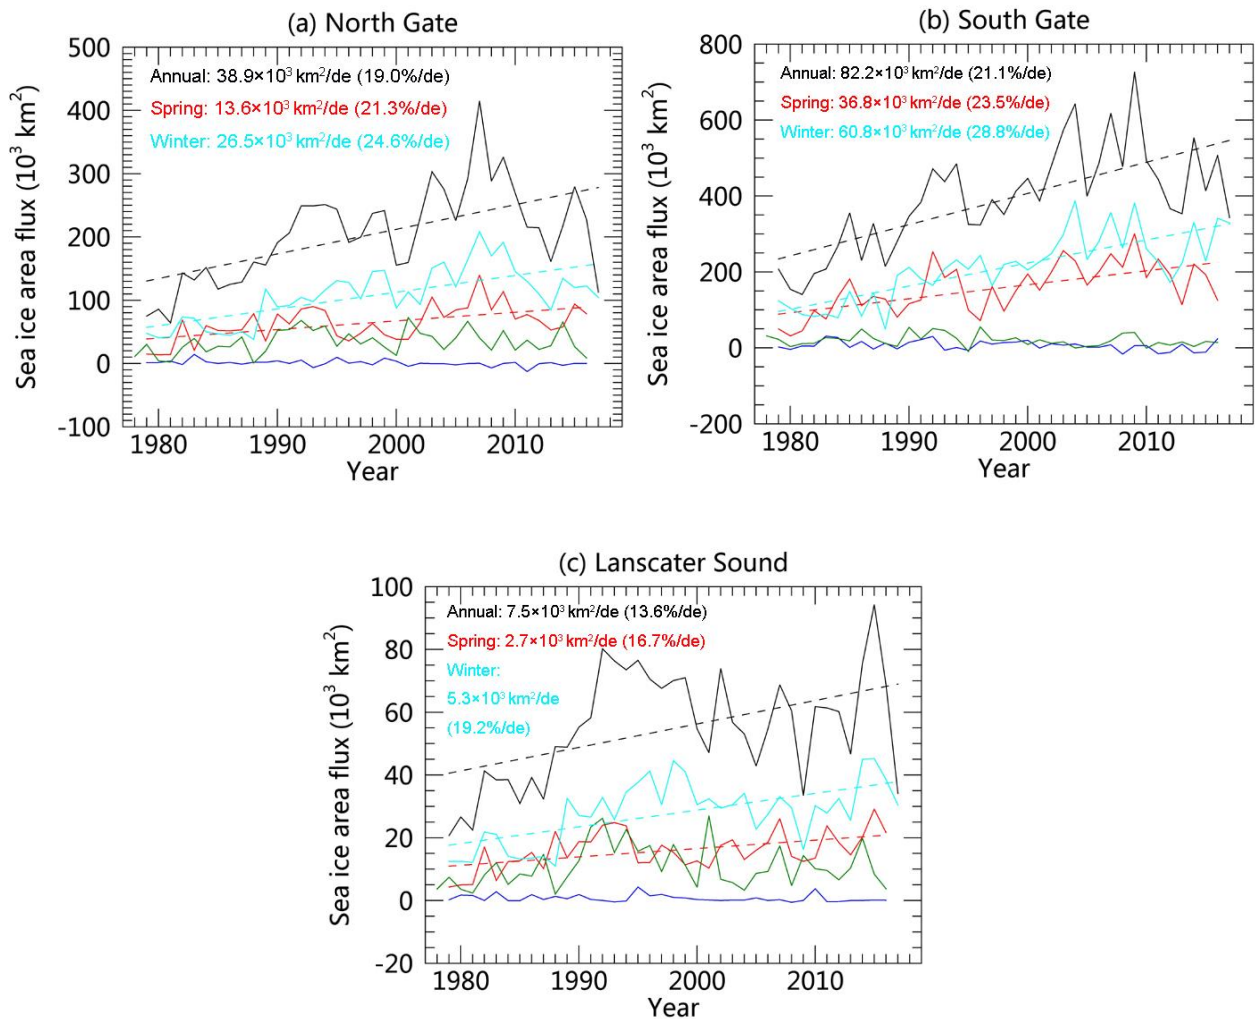 (a) North Gate
Sea ice area flux (10³ km²)
500
400
300
200
100
0
-100
Annual: 38.9×10³ km²/de (19.0%/de)
Spring: 13.6×10³ km²/de (21.3%/de)
Winter: 26.5×10³ km²/de (24.6%/de)
1980 1990 2000 2010
Year
(b) South Gate
Sea ice area flux (10³ km²)
800
600
400
200
0
-200
Annual: 82.2×10³ km²/de (21.1%/de)
Spring: 36.8×10³ km²/de (23.5%/de)
Winter: 60.8×10³ km²/de (28.8%/de)
1980 1990 2000 2010
Year
(c) Lanscater Sound
Sea ice area flux (10³ km²)
100
80
60
40
20
0
-20
Annual: 7.5×10³ km²/de (13.6%/de)
Spring: 2.7×10³ km²/de (16.7%/de)
Winter:
5.3×10³ km²/de
(19.2%/de)
1980 1990 2000 2010
Year